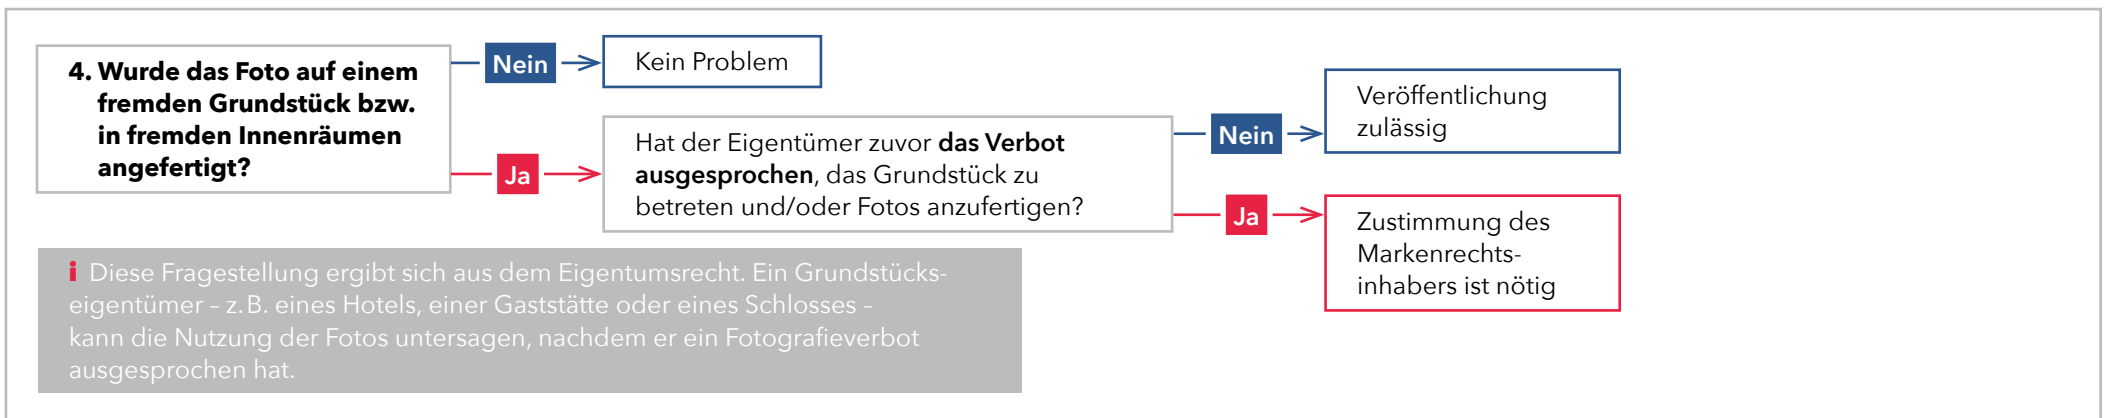 4. Wurde das Foto auf einem
fremden Grundstück bzw.
in fremden Innenräumen
angefertigt?
Nein
Kein Problem
Ja
Hat der Eigentümer zuvor das Verbot
ausgesprochen, das Grundstück zu
betreten und/oder Fotos anzufertigen?
Nein
Veröffentlichung
zulässig
Ja
Zustimmung des
Markenrechts-
inhabers ist nötig
i Diese Fragestellung ergibt sich aus dem Eigentumsrecht. Ein Grundstücks-
eigentümer – z. B. eines Hotels, einer Gaststätte oder eines Schlosses –
kann die Nutzung der Fotos untersagen, nachdem er ein Fotografieverbot
ausgesprochen hat.